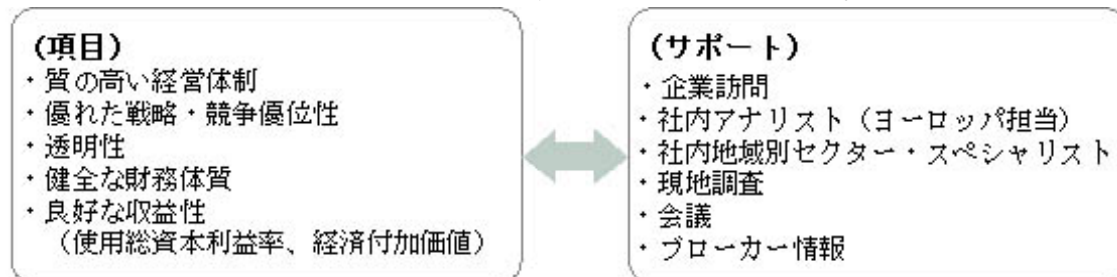 (項目)
・質の高い経営体制
・優れた戦略・競争優位性
・透明性
・健全な財務体質
・良好な収益性
(使用総資本利益率、経済付加価値)
(サポート)
・企業訪問
・社内アナリスト(ヨーロッパ担当)
・社内地域別セクター・スペシャリスト
・現地調査
・会議
・ブローカー情報